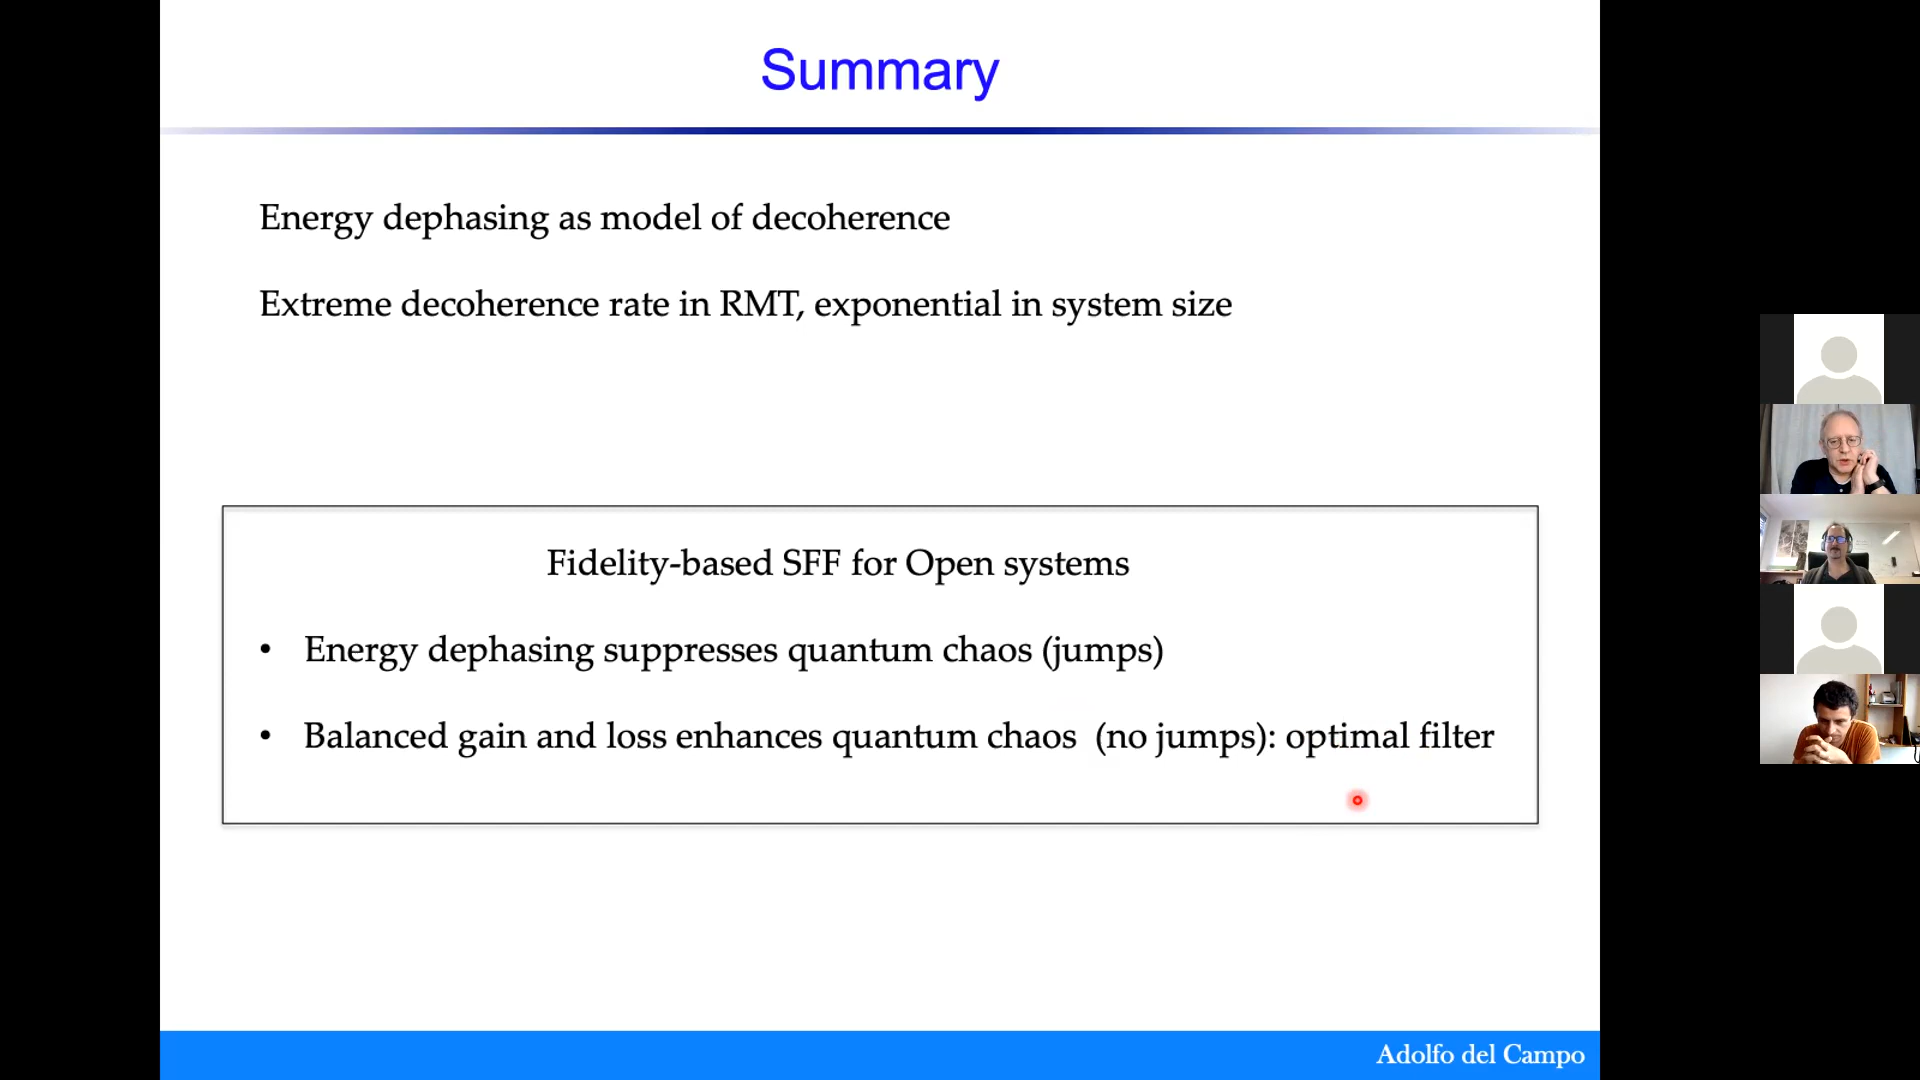 Summary
Energy dephasing as model of decoherence
Extreme decoherence rate in RMT, exponential in system size
Fidelity-based SFF for Open systems
• Energy dephasing suppresses quantum chaos (jumps)
• Balanced gain and loss enhances quantum chaos (no jumps): optimal filter
Adolfo del Campo